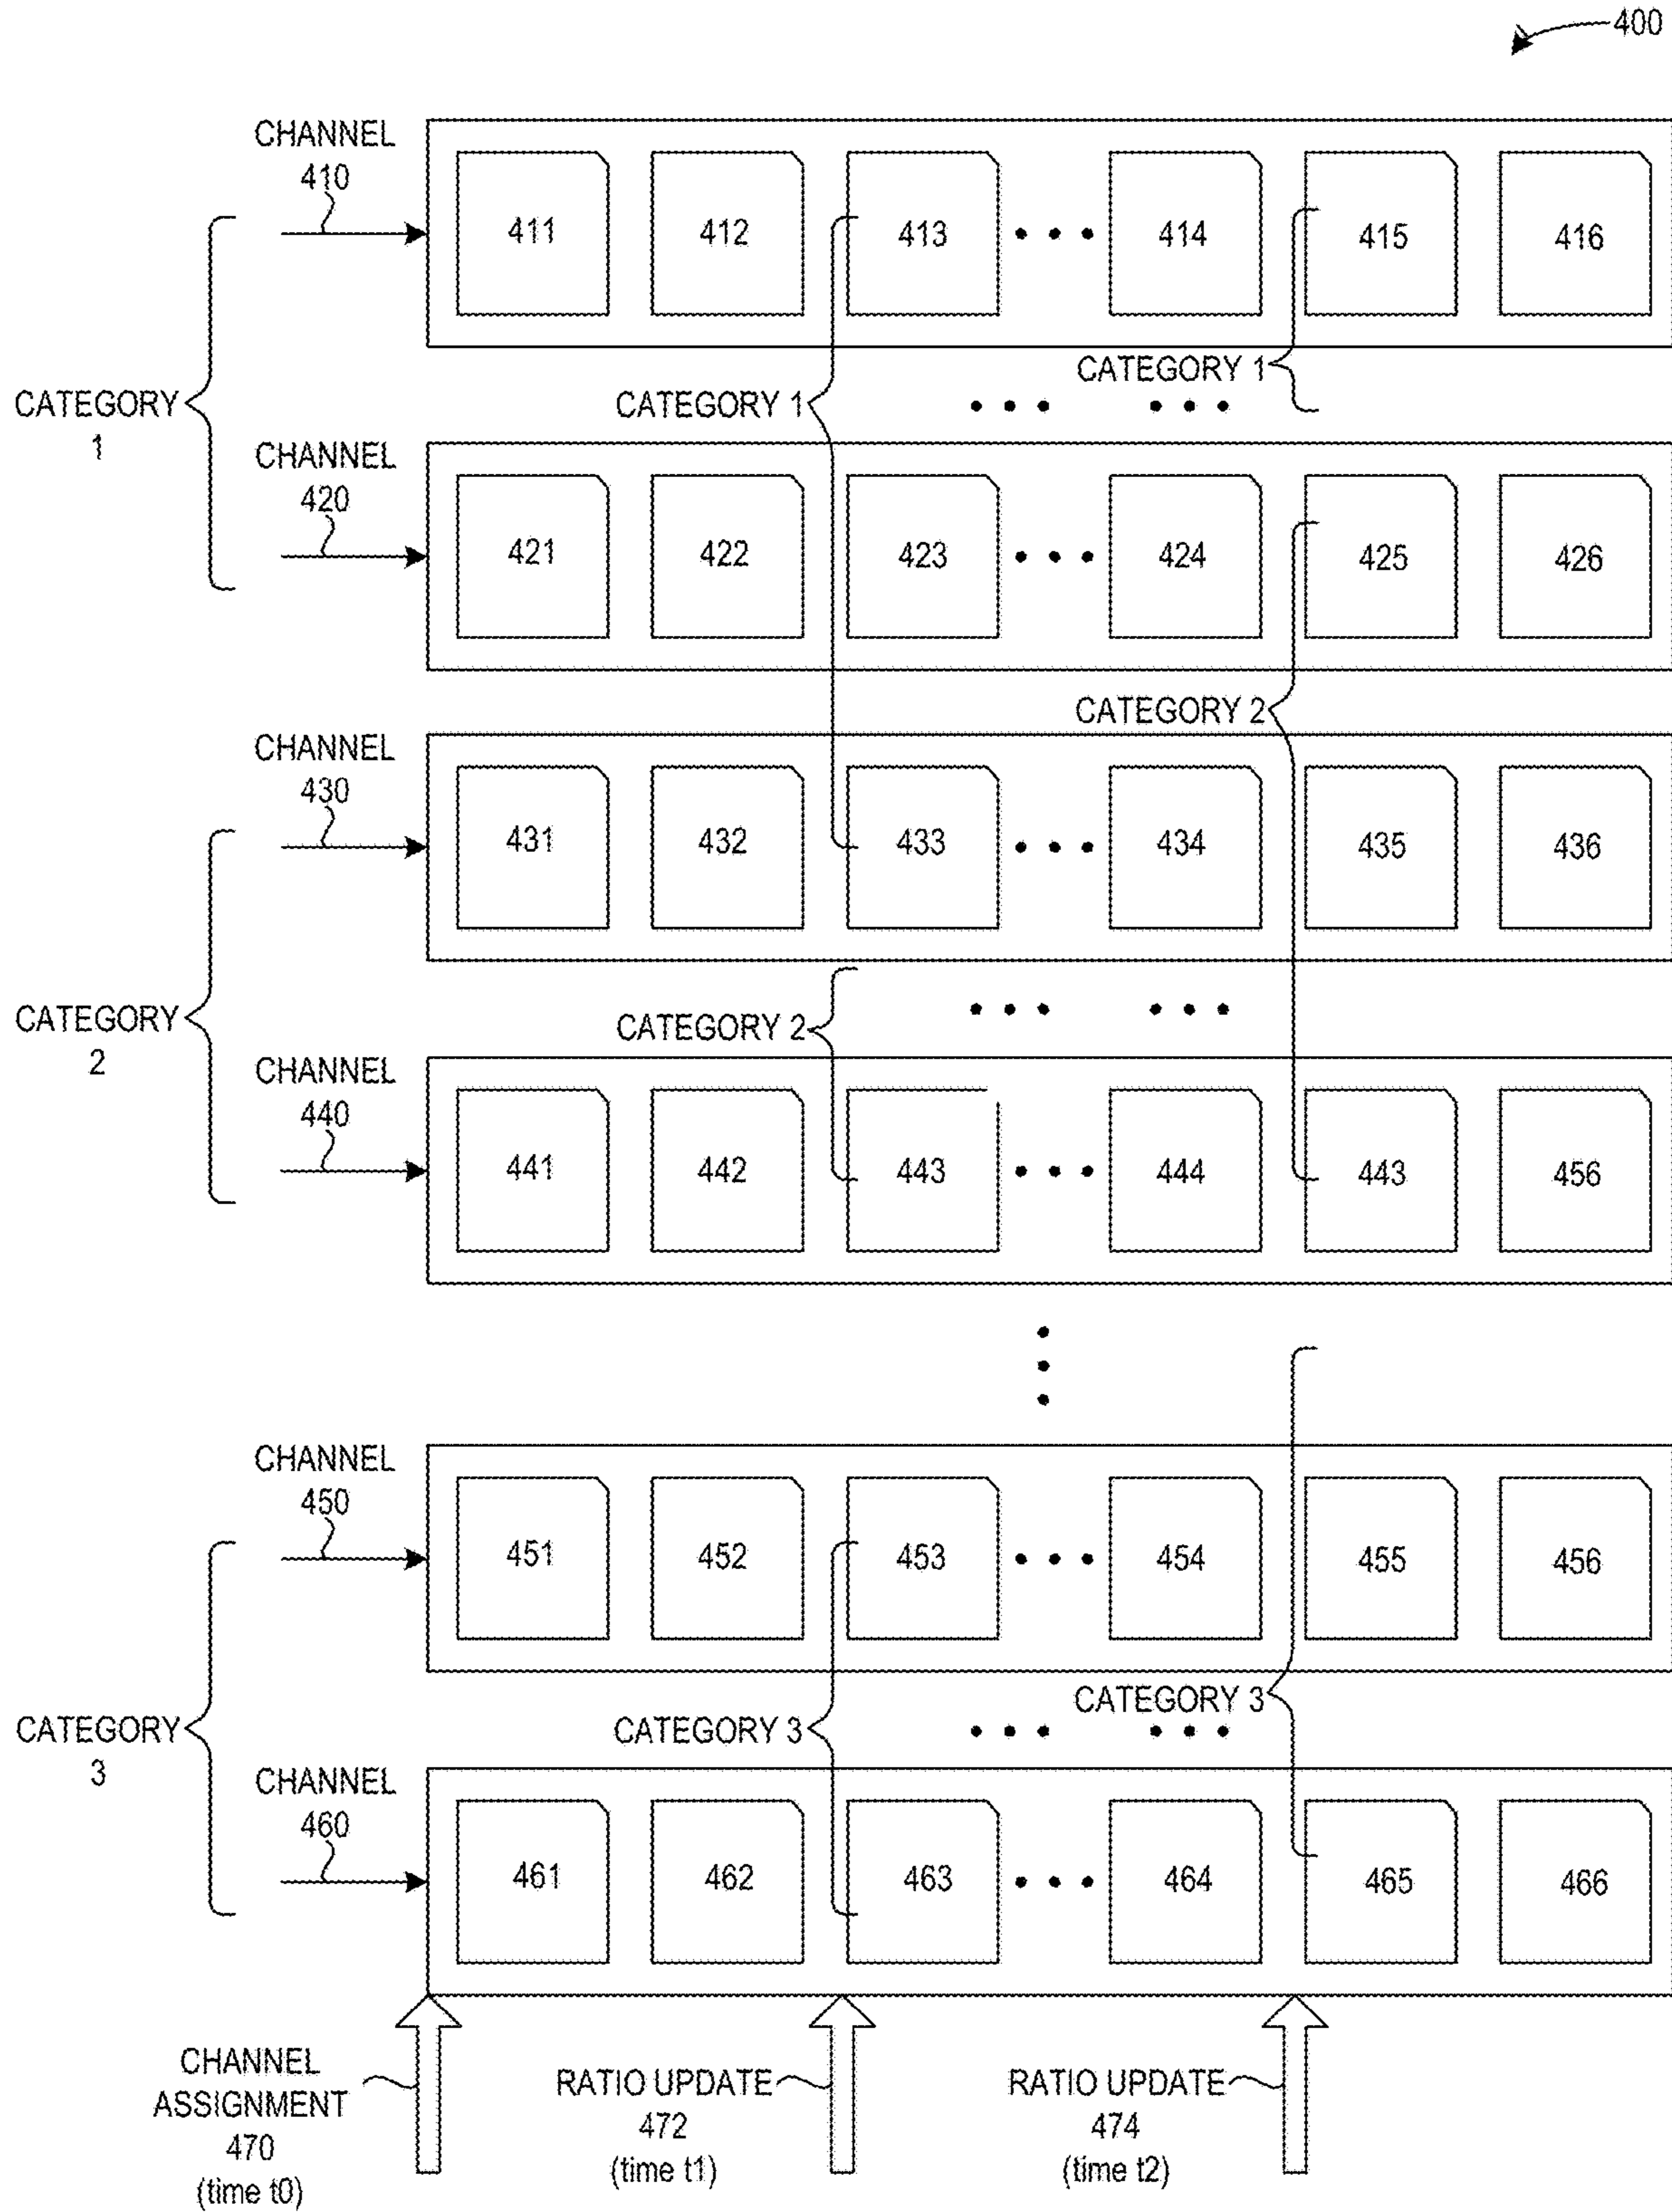 400
CHANNEL
410
411 412 413 • • • 414 415 416
CATEGORY 1
CATEGORY
1
CATEGORY 1
• • • • • •
CHANNEL
420
421 422 423 • • • 424 425 426
CATEGORY 2
CHANNEL
430
431 432 433 • • • 434 435 436
CATEGORY
2
CATEGORY 2
• • • • • •
CHANNEL
440
441 442 443 • • • 444 443 456
CHANNEL
450
451 452 453 • • • 454 455 456
CATEGORY 3
CATEGORY
3
CATEGORY 3
• • • • • •
CHANNEL
460
461 462 463 • • • 464 465 466
CHANNEL
ASSIGNMENT
470
(time t0)
RATIO UPDATE
472
(time t1)
RATIO UPDATE
474
(time t2)